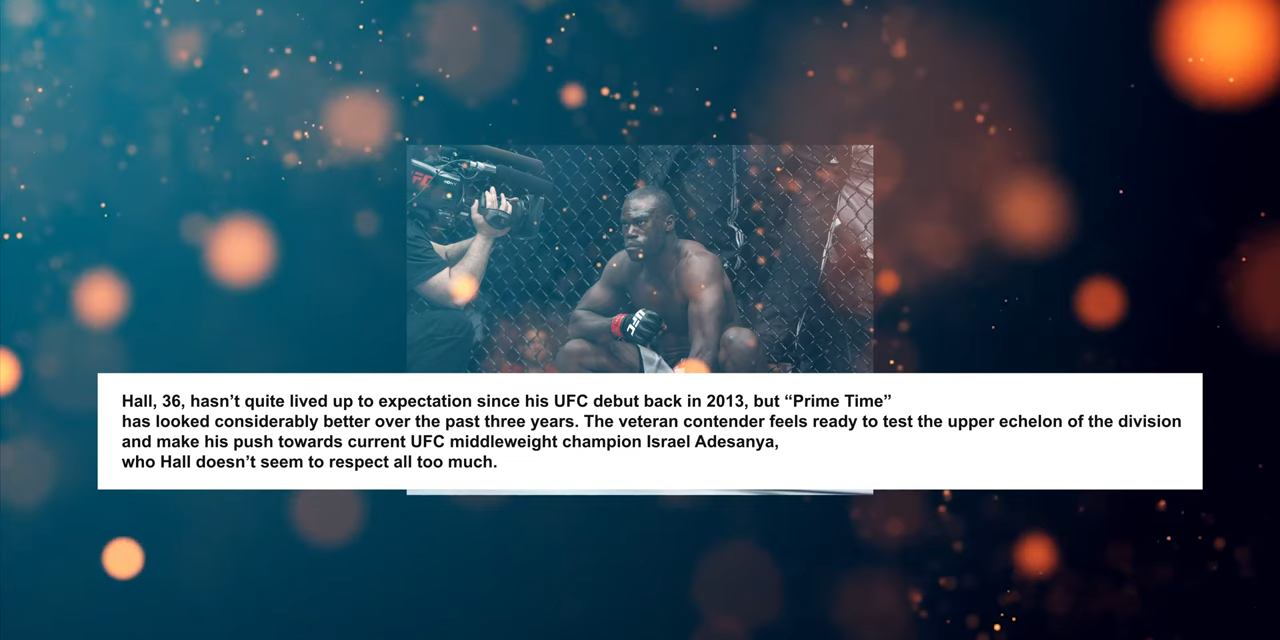 UFC
Hall, 36, hasn’t quite lived up to expectation since his UFC debut back in 2013, but “Prime Time”
has looked considerably better over the past three years. The veteran contender feels ready to test the upper echelon of the division
and make his push towards current UFC middleweight champion Israel Adesanya,
who Hall doesn’t seem to respect all too much.